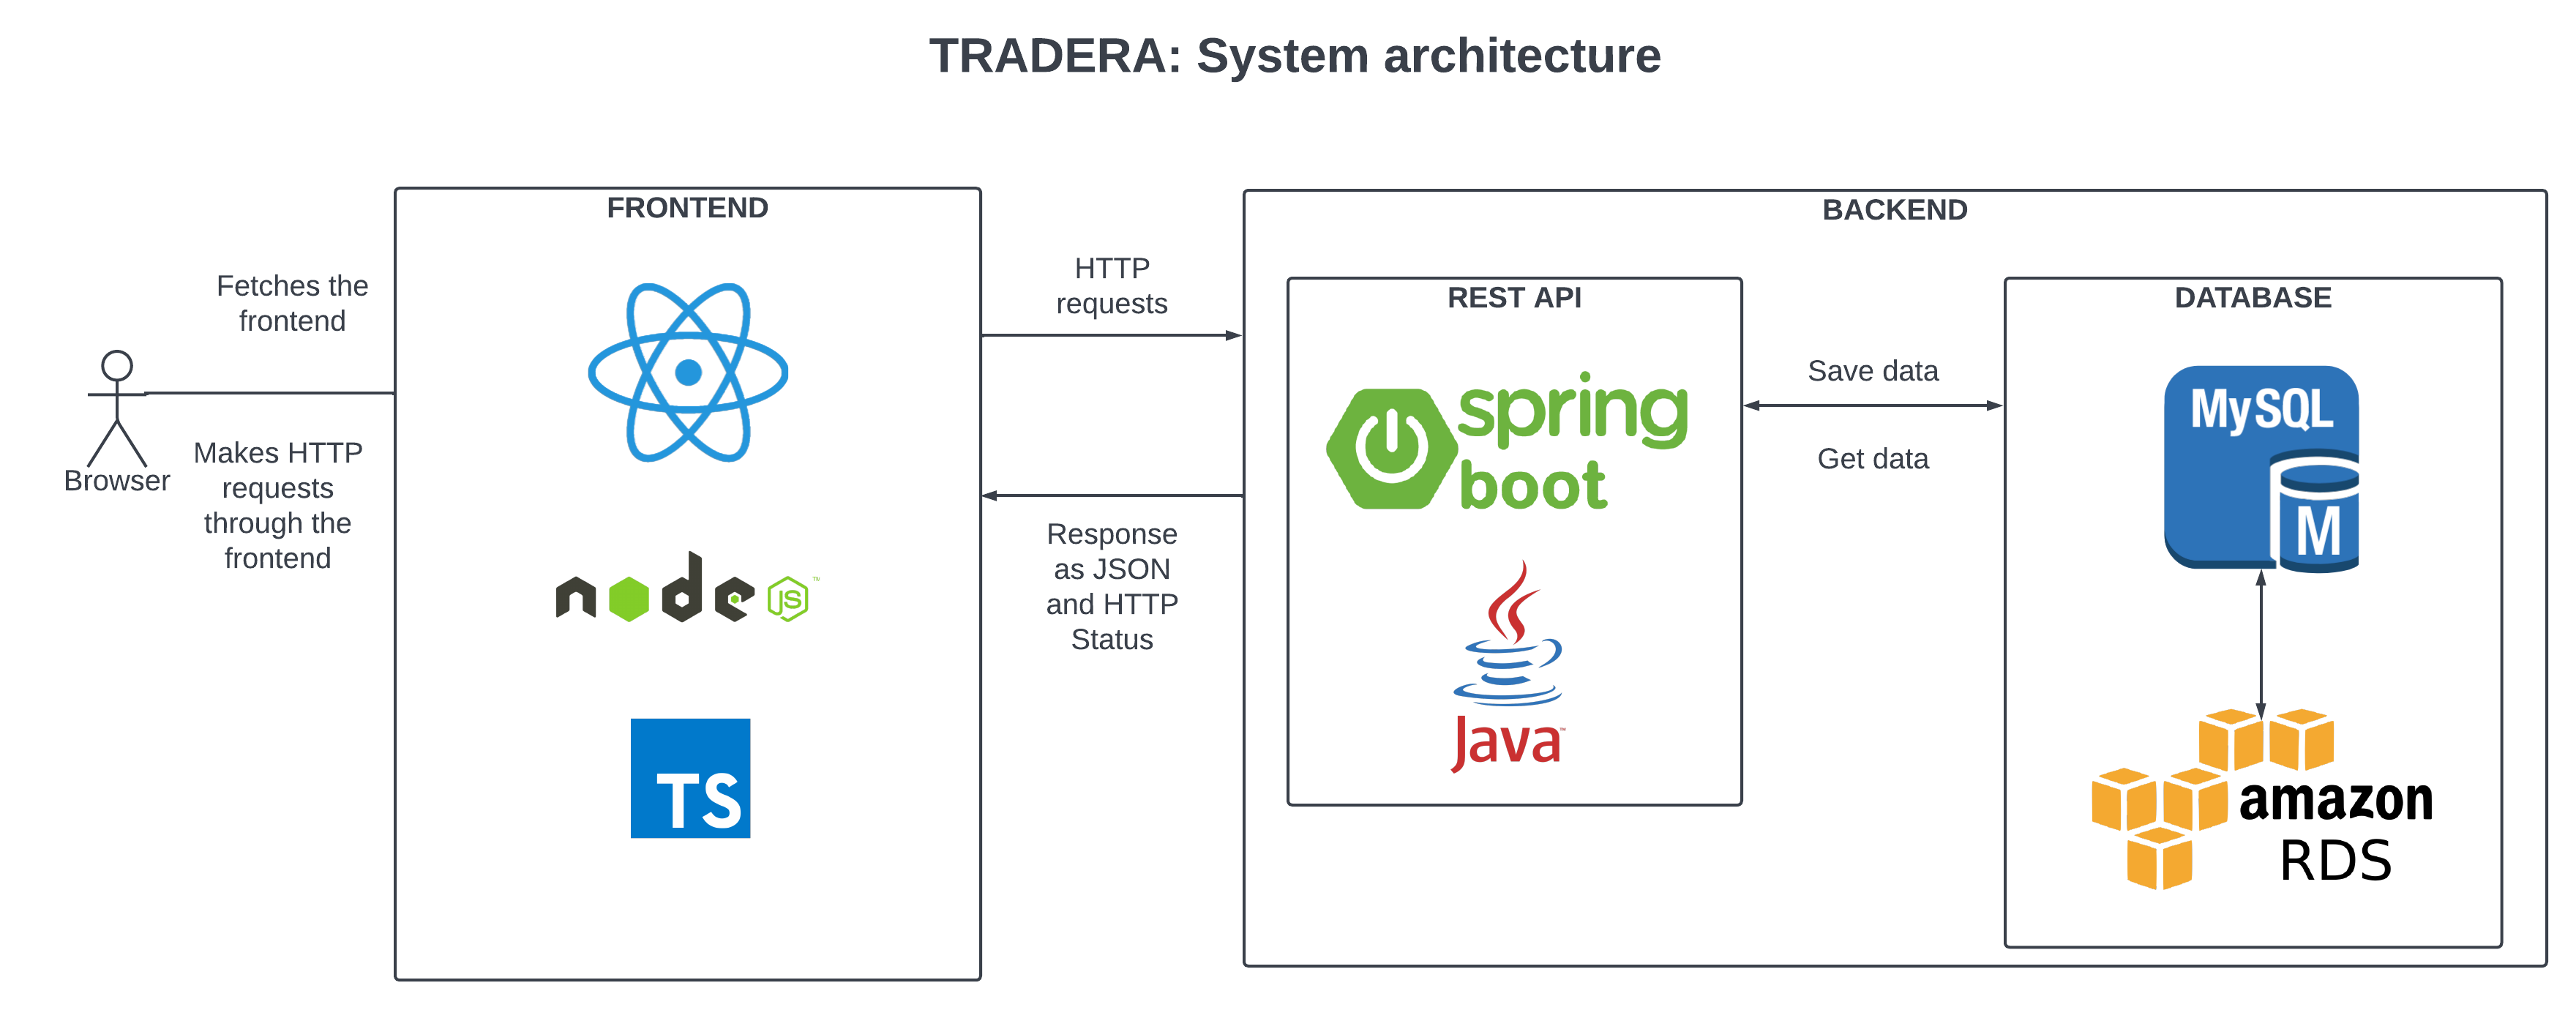 TRADERA: System architecture
FRONTEND
BACKEND
Fetches the
frontend
Browser
Makes HTTP
requests
through the
frontend
node JS ™
TS
HTTP
requests
Response
as JSON
and HTTP
Status
REST API
spring
boot
Java™
Save data
Get data
DATABASE
MySQL
M
amazon
RDS